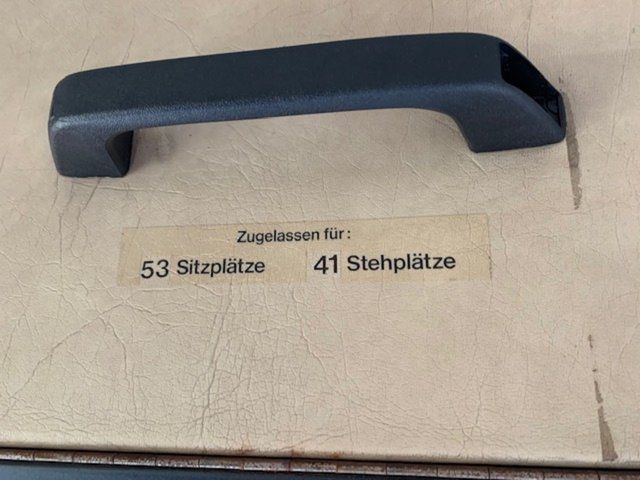 Zugelassen für:
53 Sitzplätze 41 Stehplätze